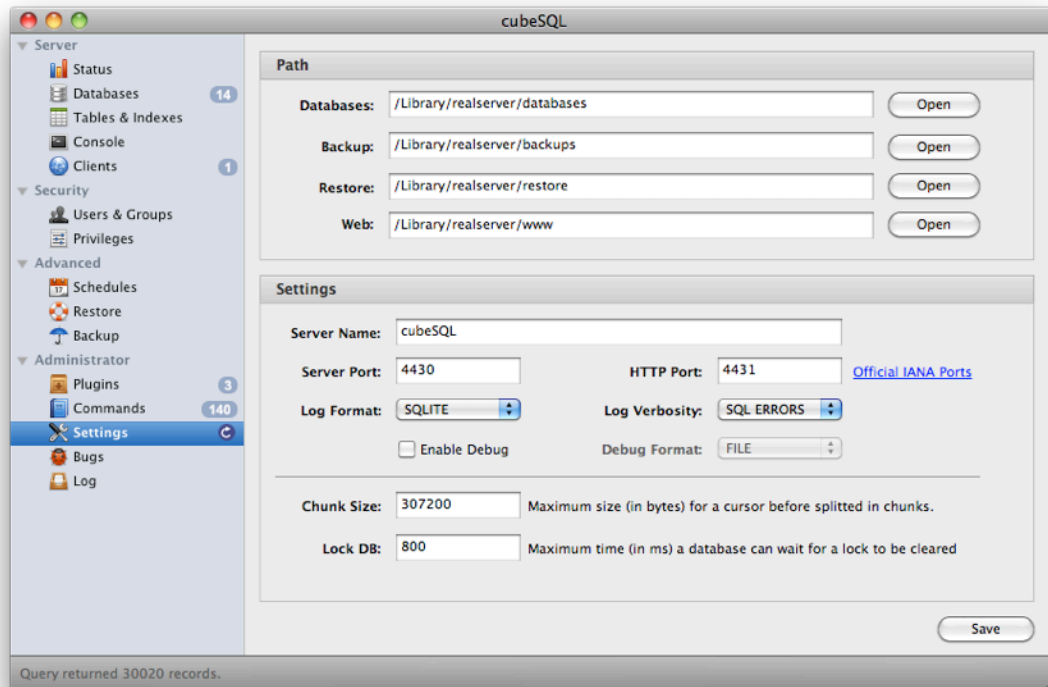 cubeSQL
Server
Status
Databases 14
Tables & Indexes
Console
Clients 1
Security
Users & Groups
Privileges
Advanced
17
Schedules
Restore
Backup
Administrator
Plugins 3
Commands 140
Settings
Bugs
Log
Path
Databases: /Library/realserver/databases Open
Backup: /Library/realserver/backups Open
Restore: /Library/realserver/restore Open
Web: /Library/realserver/www Open
Settings
Server Name: cubeSQL
Server Port: 4430 HTTP Port: 4431 Official IANA Ports
Log Format: SQLITE Log Verbosity: SQL ERRORS
Enable Debug Debug Format: FILE
Chunk Size: 307200 Maximum size (in bytes) for a cursor before splitted in chunks.
Lock DB: 800 Maximum time (in ms) a database can wait for a lock to be cleared
Save
Query returned 30020 records.